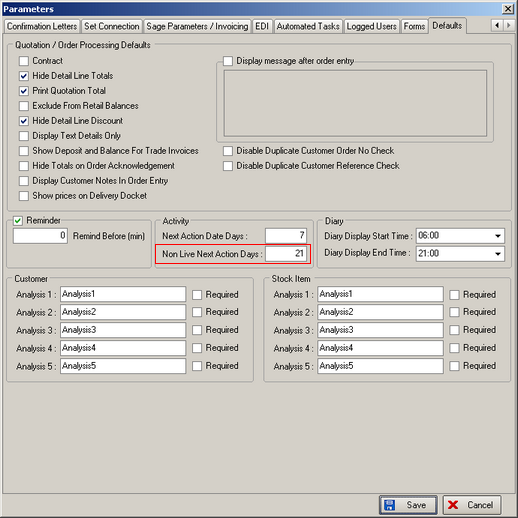 Parameters
Confirmation Letters Set Connection Sage Parameters / Invoicing EDI Automated Tasks Logged Users Forms Defaults
Quotation / Order Processing Defaults
Contract
Hide Detail Line Totals
Print Quotation Total
Exclude From Retail Balances
Hide Detail Line Discount
Display Text Details Only
Show Deposit and Balance For Trade Invoices
Hide Totals on Order Acknowledgement
Display Customer Notes In Order Entry
Show prices on Delivery Docket
Display message after order entry
Disable Duplicate Customer Order No Check
Disable Duplicate Customer Reference Check
Reminder
0 Remind Before (min)
Activity
Next Action Date Days : 7
Non Live Next Action Days : 21
Diary
Diary Display Start Time : 06:00
Diary Display End Time : 21:00
Customer
Analysis 1 : Analysis1 Required
Analysis 2 : Analysis2 Required
Analysis 3 : Analysis3 Required
Analysis 4 : Analysis4 Required
Analysis 5 : Analysis5 Required
Stock Item
Analysis 1 : Analysis1 Required
Analysis 2 : Analysis2 Required
Analysis 3 : Analysis3 Required
Analysis 4 : Analysis4 Required
Analysis 5 : Analysis5 Required
Save Cancel